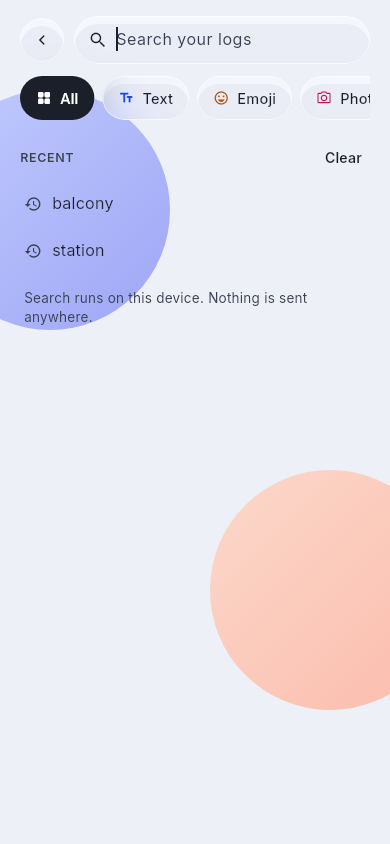 Search your logs
All
Text
Emoji
RECENT
Clear
balcony
station
Search runs on this device. Nothing is sent
anywhere.